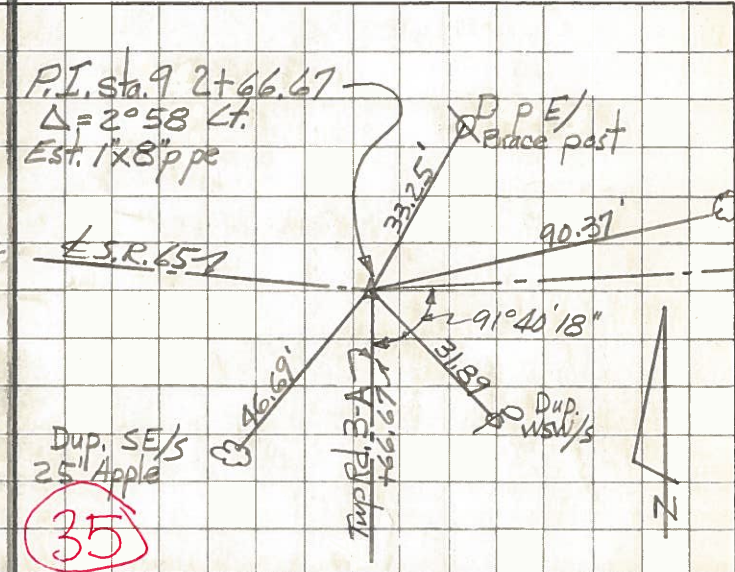 P.I. sta. 9 2+66.67
Δ = 2°58 Lt.
Est. 1"x8" p pe
D P E/
Brace post
33.25'
90.37'
℄ S.R. 657
91°40'18"
46.69'
31.89
Twp Rd. 3-A
+66.67
Dup. SE/s
25" Apple
Dup.
WSW/s
N
35